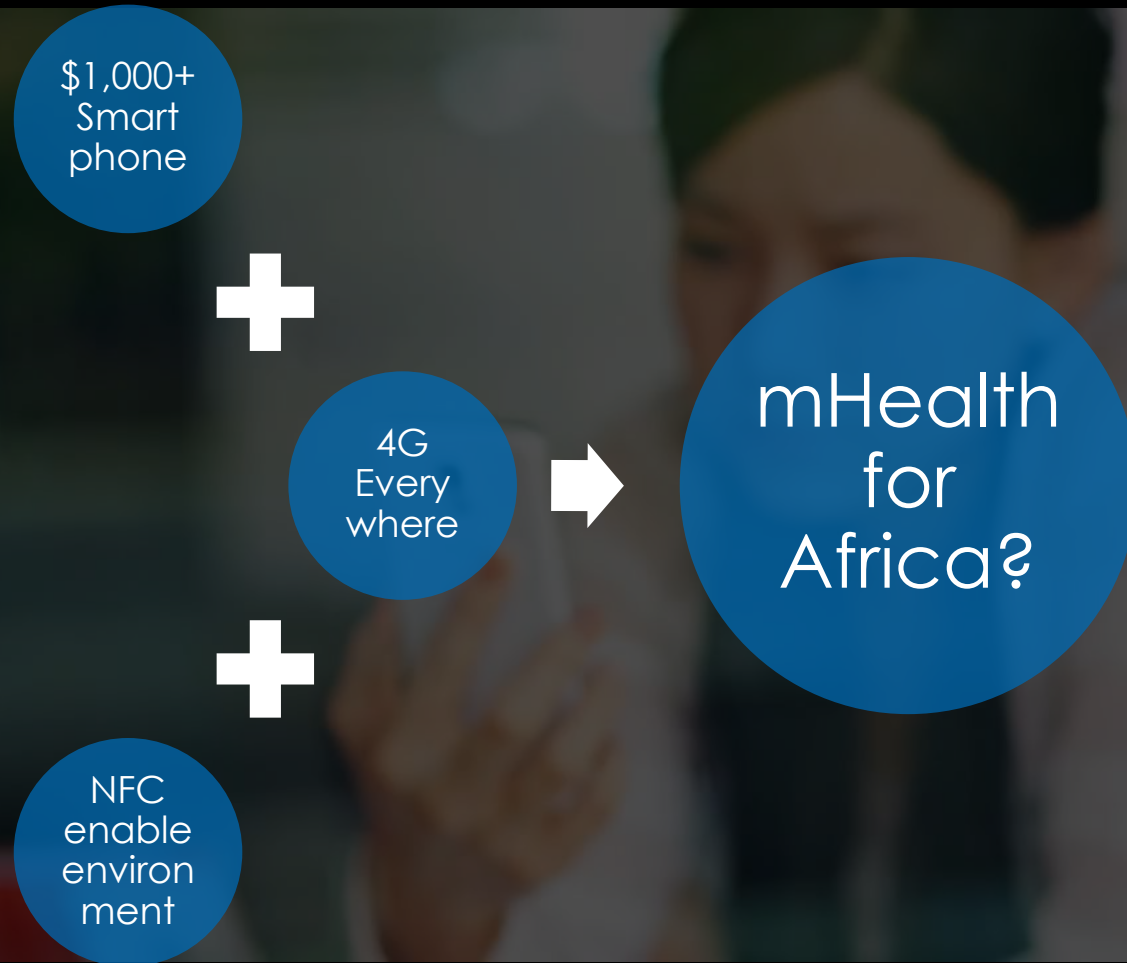 $1,000+
Smart
phone
4G
Every
where
NFC
enable
environ
ment
mHealth
for
Africa?